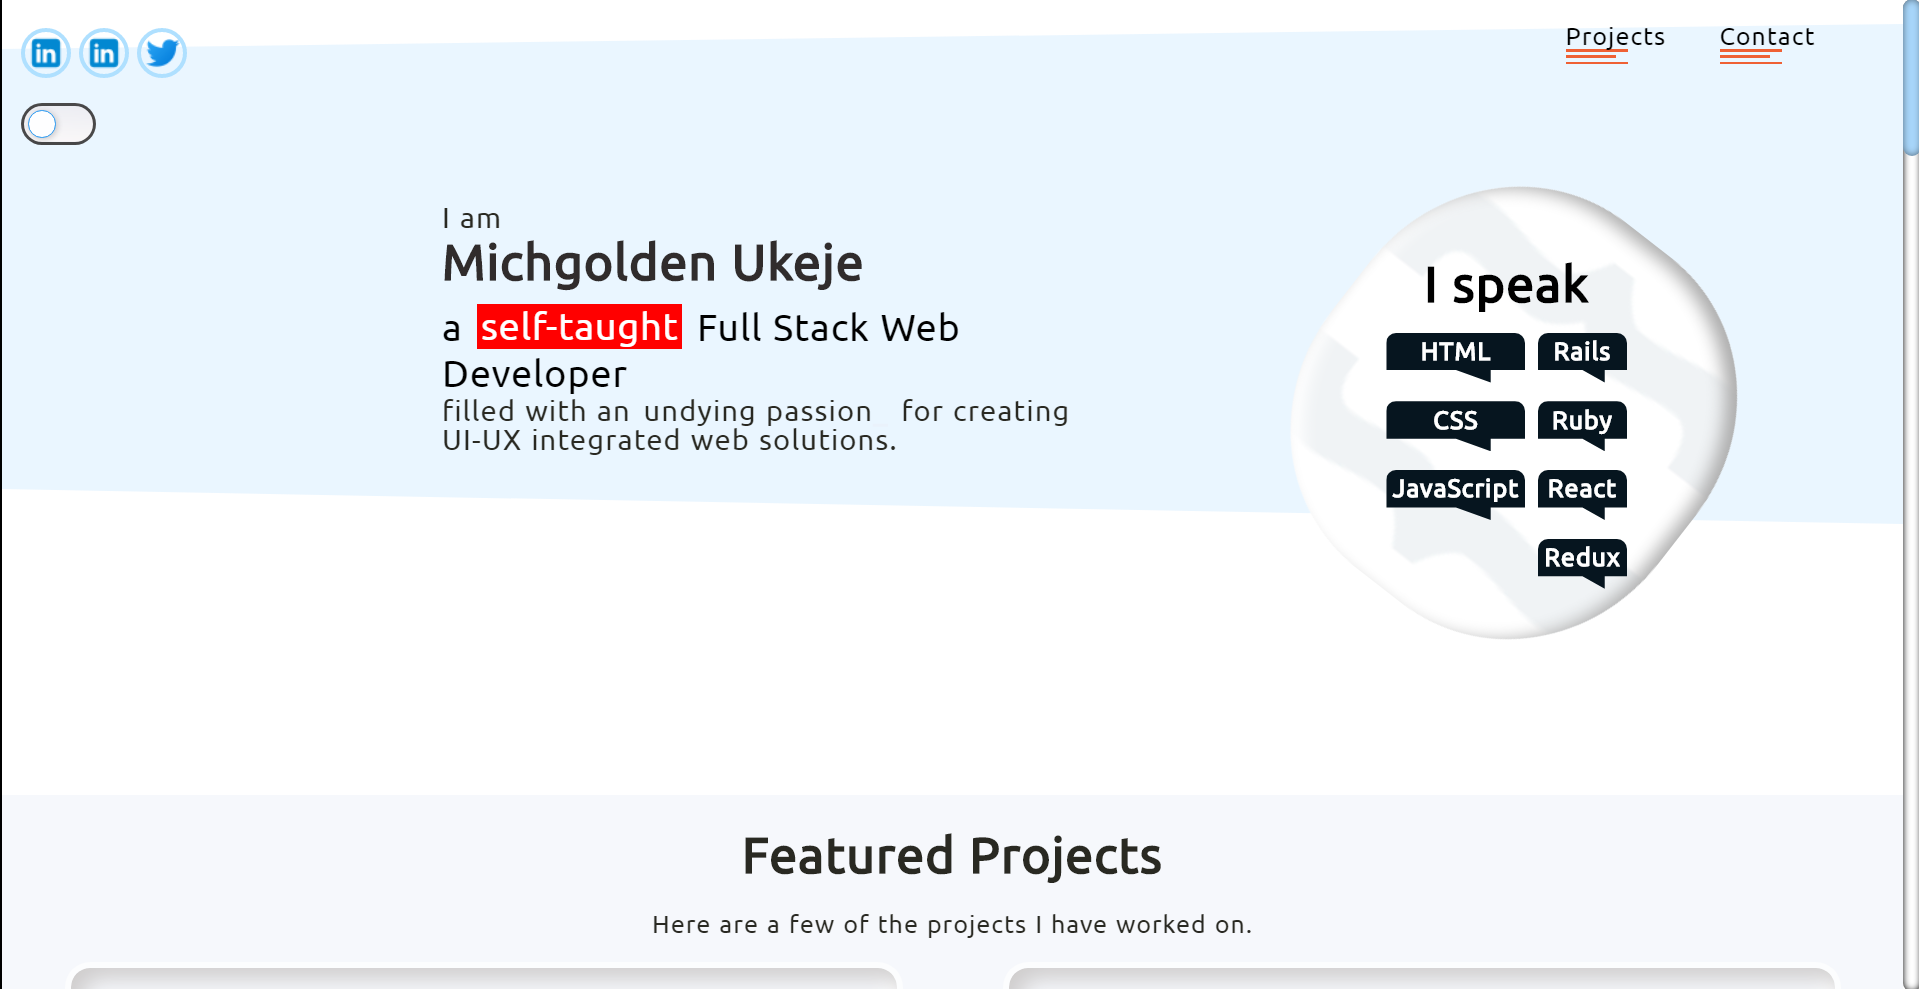 in
in
Projects
Contact
I am
Michgolden Ukeje
a self-taught Full Stack Web
Developer
filled with an undying passion for creating
UI-UX integrated web solutions.
I speak
HTML
Rails
CSS
Ruby
JavaScript
React
Redux
Featured Projects
Here are a few of the projects I have worked on.